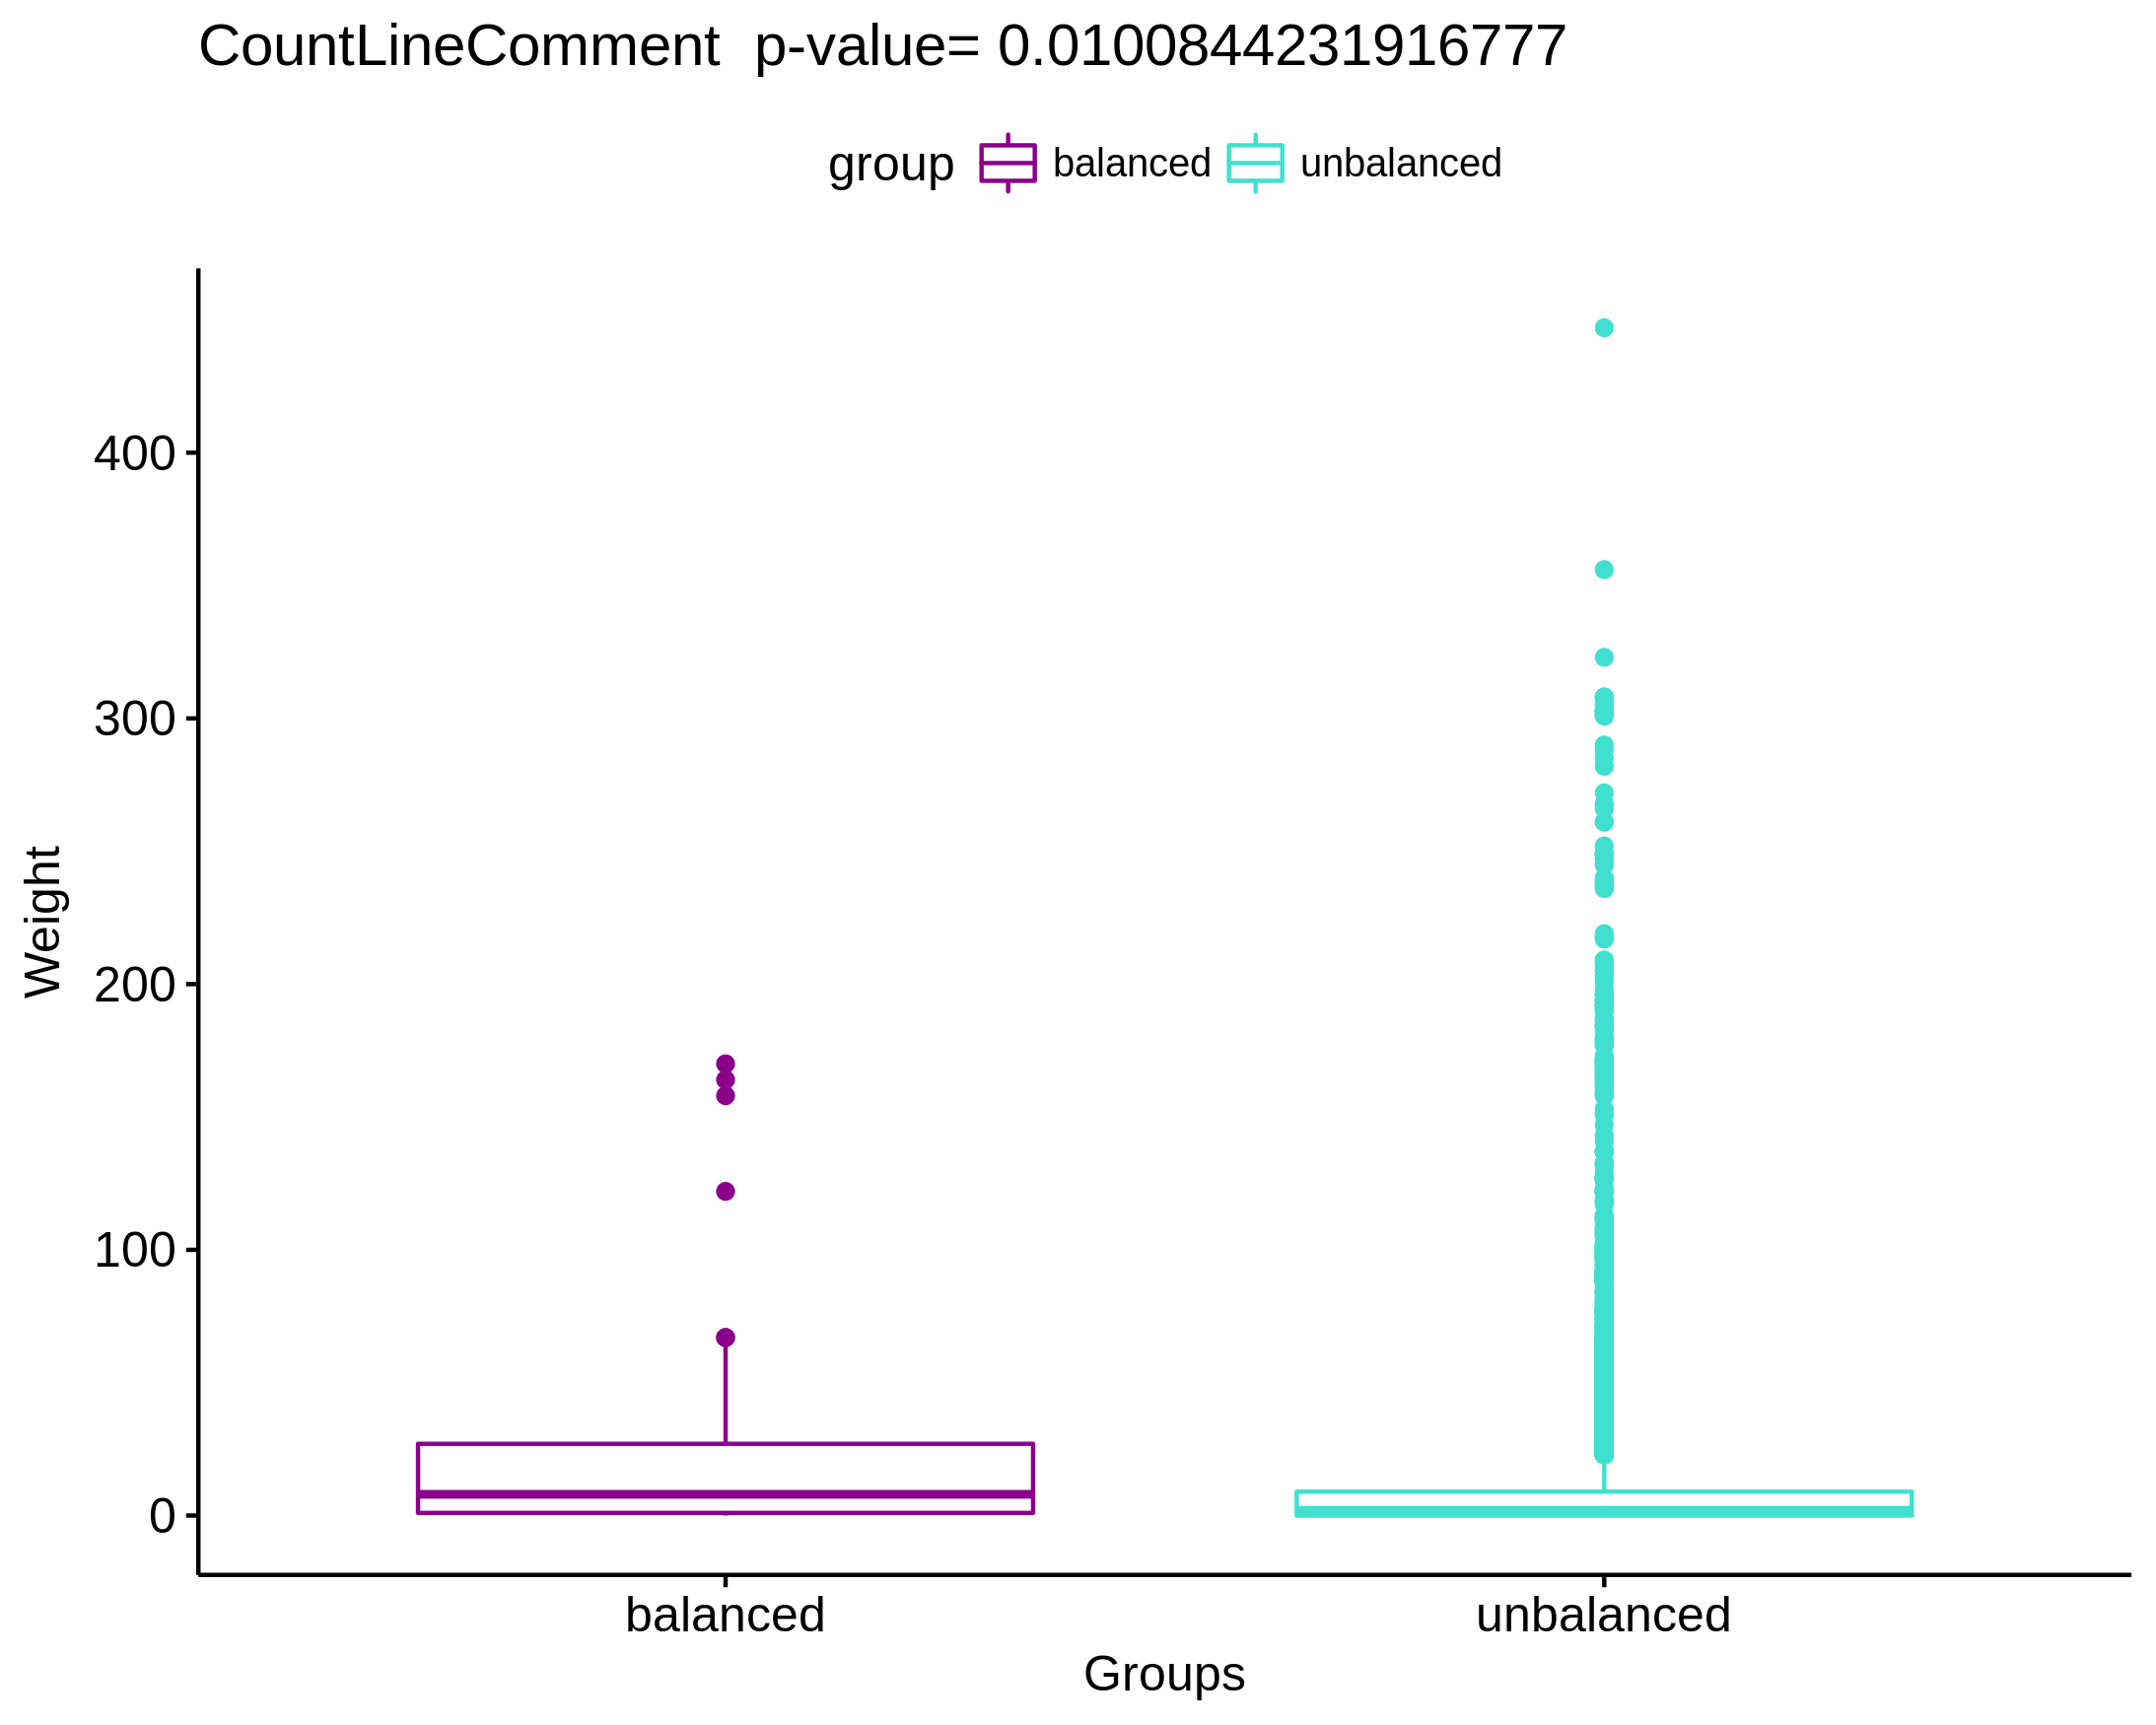 CountLineComment p-value= 0.0100844231916777
group balanced unbalanced
400
300
200
100
0
Weight
balanced unbalanced
Groups